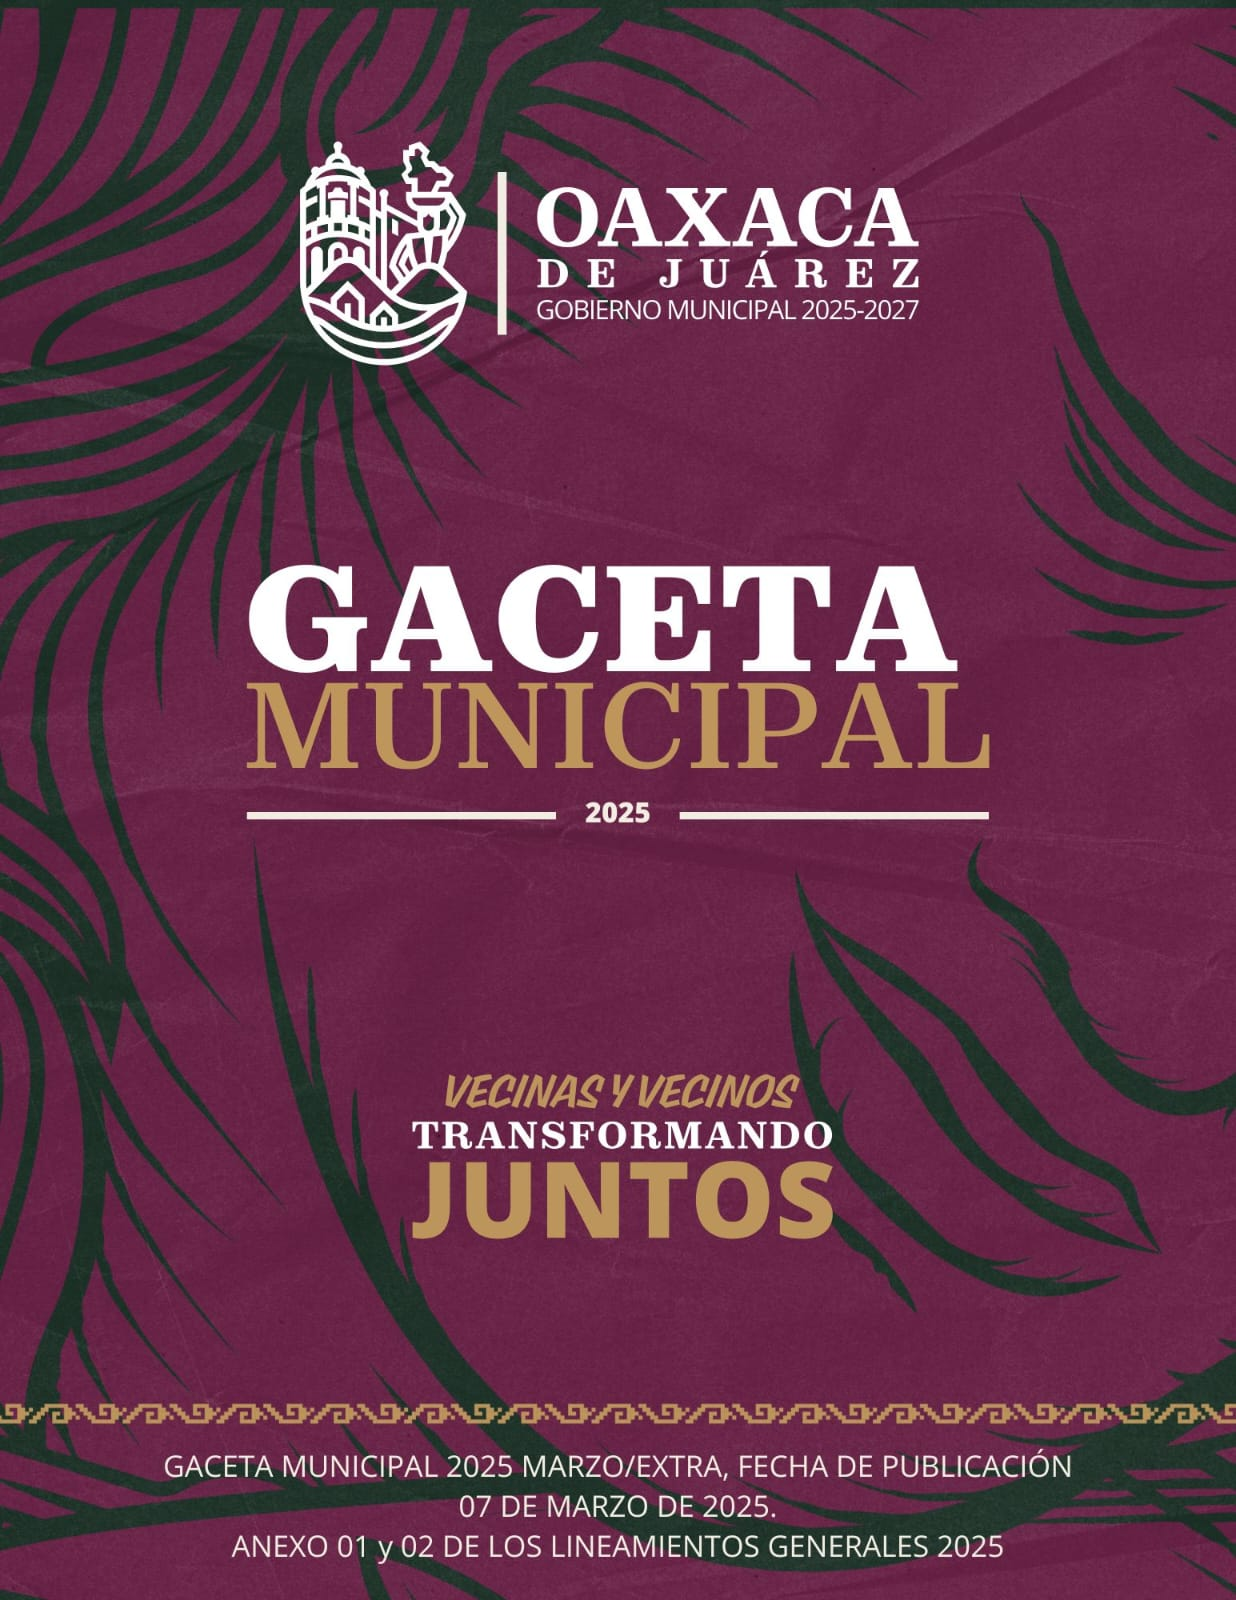 OAXACA
DE JUÁREZ
GOBIERNO MUNICIPAL 2025-2027
GACETA
MUNICIPAL
2025
VECINAS Y VECINOS
TRANSFORMANDO
JUNTOS
GACETA MUNICIPAL 2025 MARZO/EXTRA, FECHA DE PUBLICACIÓN
07 DE MARZO DE 2025.
ANEXO 01 y 02 DE LOS LINEAMIENTOS GENERALES 2025